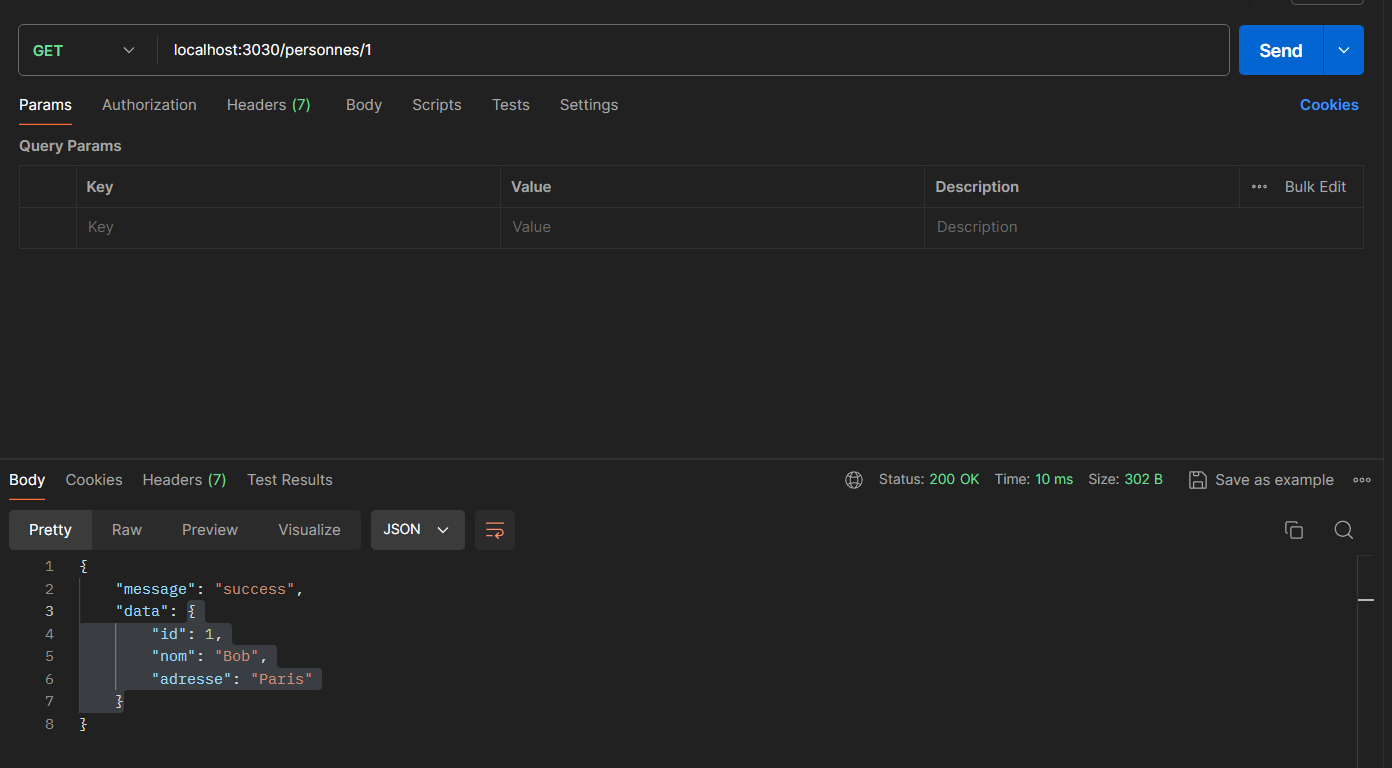 GET localhost:3030/personnes/1 Send
Params Authorization Headers (7) Body Scripts Tests Settings Cookies
Query Params
Key Value Description ••• Bulk Edit
Key Value Description
Body Cookies Headers (7) Test Results Status: 200 OK Time: 10 ms Size: 302 B Save as example
Pretty Raw Preview Visualize JSON
1 {
2 "message": "success",
3 "data": {
4 "id": 1,
5 "nom": "Bob",
6 "adresse": "Paris"
7 }
8 }